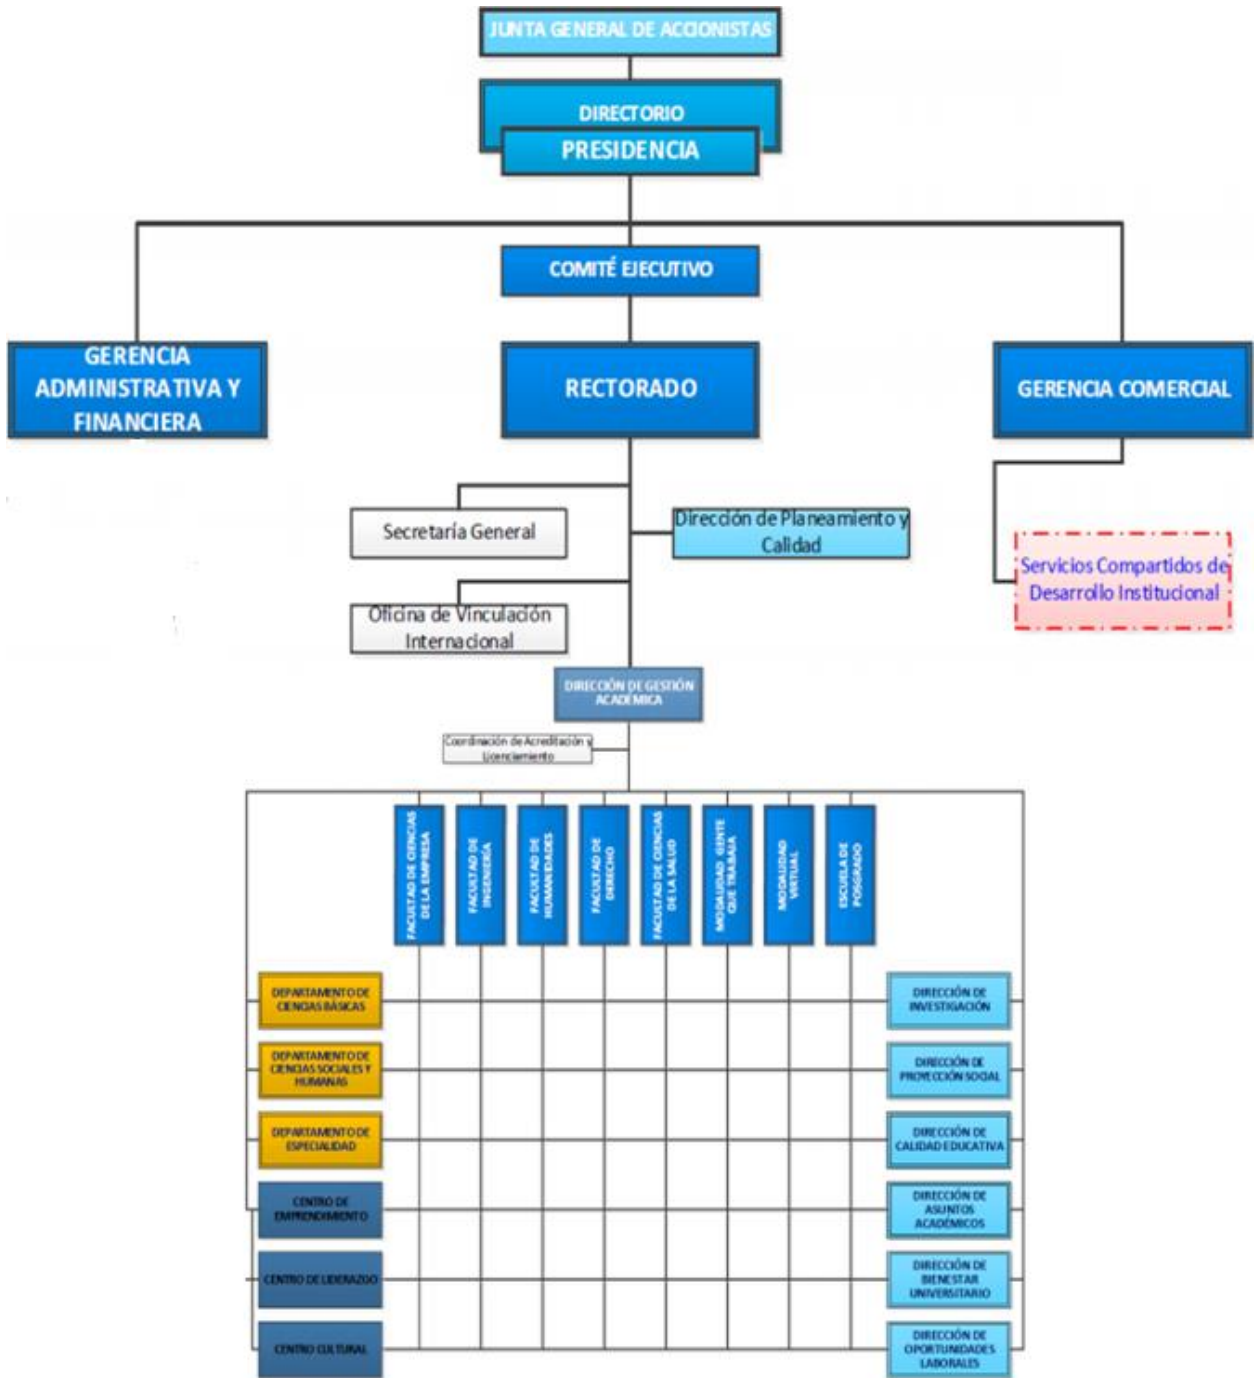 JUNTA GENERAL DE ACCIONISTAS
DIRECTORIO
PRESIDENCIA
COMITÉ EJECUTIVO
GERENCIA
ADMINISTRATIVA Y
FINANCIERA
RECTORADO
GERENCIA COMERCIAL
Secretaría General
Dirección de Planeamiento y
Calidad
Servicios Compartidos de
Desarrollo Institucional
Oficina de Vinculación
Internacional
DIRECCIÓN DE GESTIÓN
ACADÉMICA
Coordinación de Acreditación y
Licenciamiento
FACULTAD DE CIENCIAS
DE LA EMPRESA
FACULTAD DE
INGENIERÍA
FACULTAD DE
HUMANIDADES
FACULTAD DE
DERECHO
FACULTAD DE CIENCIAS
DE LA SALUD
MODALIDAD GENTE
QUE TRABAJA
MODALIDAD
VIRTUAL
ESCUELA DE
POSGRADO
DEPARTAMENTO DE
CIENCIAS BÁSICAS
DIRECCIÓN DE
INVESTIGACIÓN
DEPARTAMENTO DE
CIENCIAS SOCIALES Y
HUMANAS
DIRECCIÓN DE
PROYECCIÓN SOCIAL
DEPARTAMENTO DE
ESPECIALIDAD
DIRECCIÓN DE
CALIDAD EDUCATIVA
CENTRO DE
EMPRENDIMIENTO
DIRECCIÓN DE
ASUNTOS
ACADÉMICOS
CENTRO DE LIDERAZGO
DIRECCIÓN DE
BIENESTAR
UNIVERSITARIO
CENTRO CULTURAL
DIRECCIÓN DE
OPORTUNIDADES
LABORALES